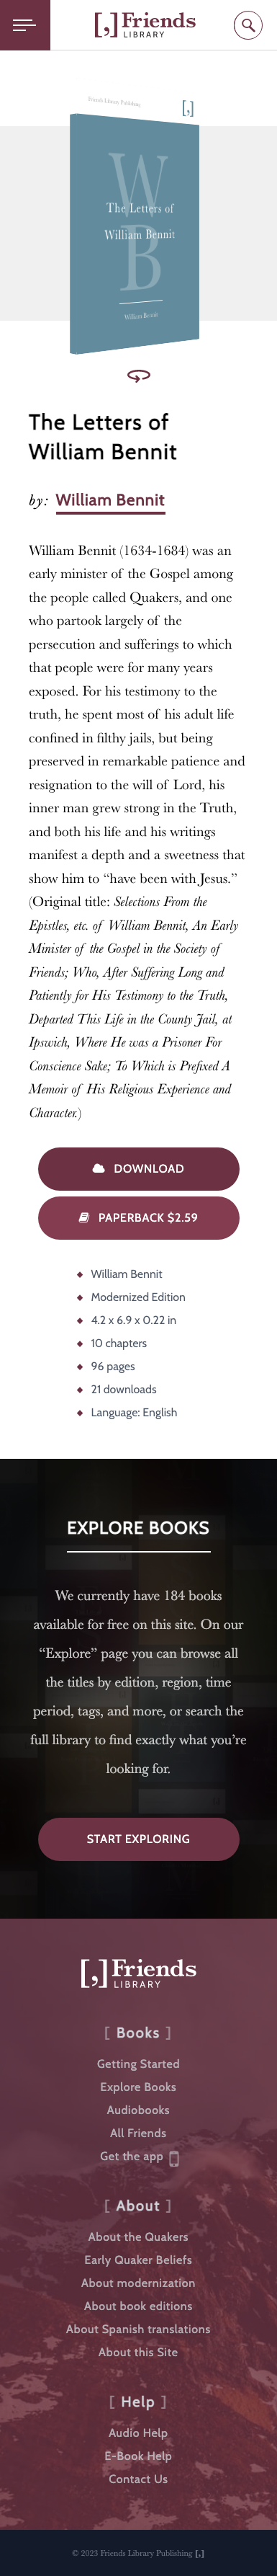 [,] Friends
LIBRARY
Friends Library Publishing
[,]
W
B
The Letters of
William Bennit
William Bennit
The Letters of
William Bennit
by: William Bennit
William Bennit (1634-1684) was an
early minister of the Gospel among
the people called Quakers, and one
who partook largely of the
persecution and sufferings to which
that people were for many years
exposed. For his testimony to the
truth, he spent most of his adult life
confined in filthy jails, but being
preserved in remarkable patience and
resignation to the will of Lord, his
inner man grew strong in the Truth,
and both his life and his writings
manifest a depth and a sweetness that
show him to “have been with Jesus.”
(Original title: Selections From the
Epistles, etc. of William Bennit, An Early
Minister of the Gospel in the Society of
Friends; Who, After Suffering Long and
Patiently for His Testimony to the Truth,
Departed This Life in the County Jail, at
Ipswich, Where He was a Prisoner For
Conscience Sake; To Which is Prefixed A
Memoir of His Religious Experience and
Character.)
DOWNLOAD
PAPERBACK $2.59
William Bennit
Modernized Edition
4.2 x 6.9 x 0.22 in
10 chapters
96 pages
21 downloads
Language: English
EXPLORE BOOKS
We currently have 184 books
available for free on this site. On our
“Explore” page you can browse all
the titles by edition, region, time
period, tags, and more, or search the
full library to find exactly what you’re
looking for.
START EXPLORING
[,] Friends
LIBRARY
[ Books ]
Getting Started
Explore Books
Audiobooks
All Friends
Get the app
[ About ]
About the Quakers
Early Quaker Beliefs
About modernization
About book editions
About Spanish translations
About this Site
[ Help ]
Audio Help
E-Book Help
Contact Us
© 2023 Friends Library Publishing [,]